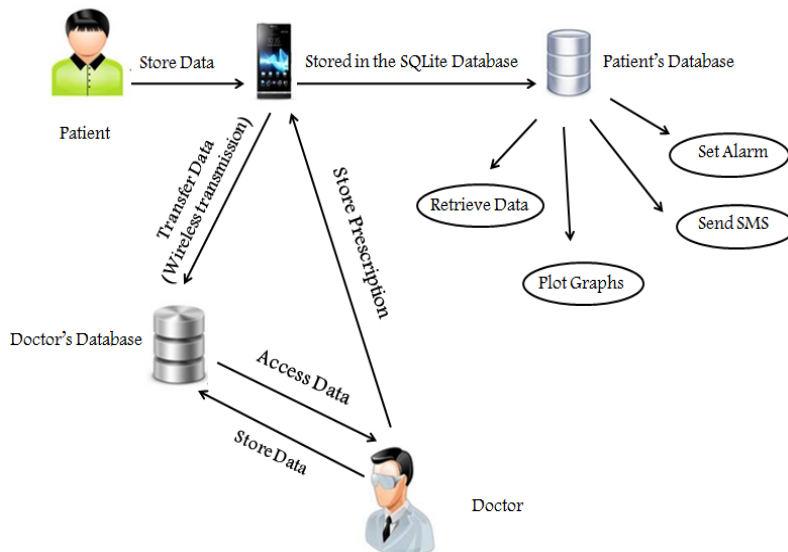 Store Data
Stored in the SQLite Database
Patient's Database
Patient
Set Alarm
Transfer Data
(Wireless transmission)
Store Prescription
Retrieve Data
Send SMS
Plot Graphs
Doctor's Database
Access Data
Store Data
Doctor